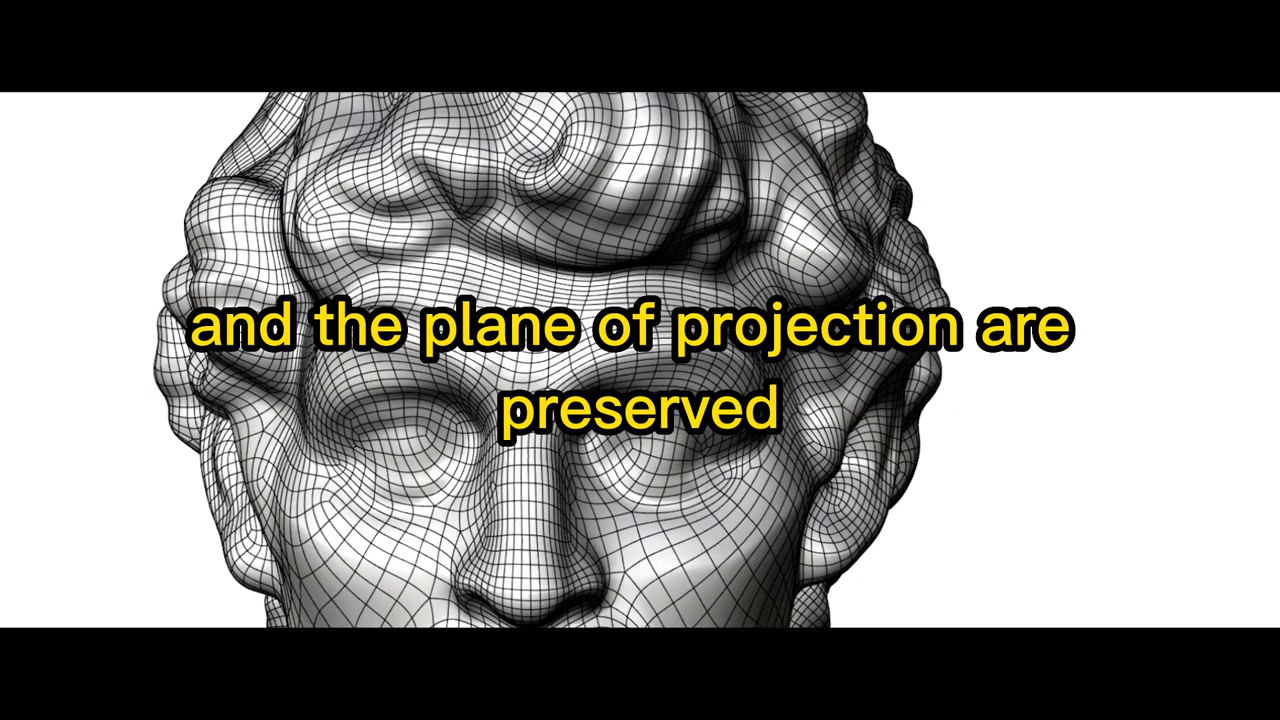 and the plane of projection are
preserved